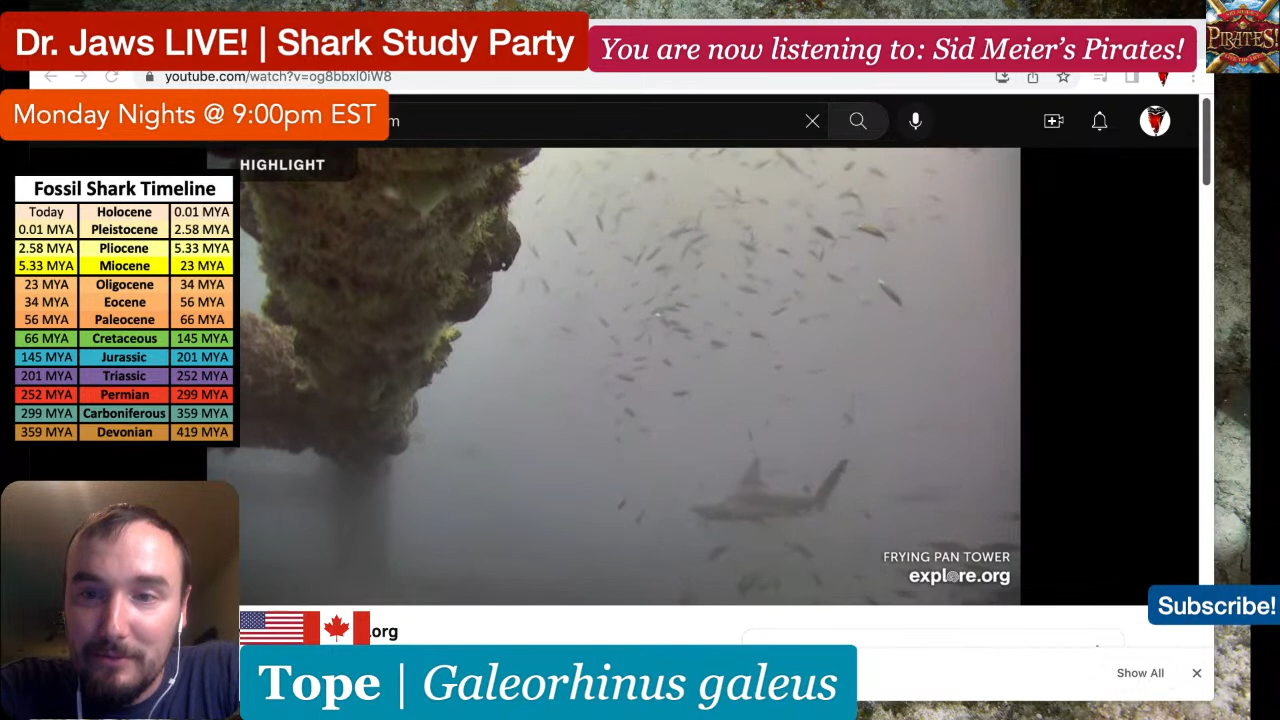 Dr. Jaws LIVE! | Shark Study Party
You are now listening to: Sid Meier's Pirates!
SID MEIER'S
PIRATES!
youtube.com/watch?v=og8bbxl0iW8
Monday Nights @ 9:00pm EST
m
HIGHLIGHT
Fossil Shark Timeline
Today Holocene 0.01 MYA
0.01 MYA Pleistocene 2.58 MYA
2.58 MYA Pliocene 5.33 MYA
5.33 MYA Miocene 23 MYA
23 MYA Oligocene 34 MYA
34 MYA Eocene 56 MYA
56 MYA Paleocene 66 MYA
66 MYA Cretaceous 145 MYA
145 MYA Jurassic 201 MYA
201 MYA Triassic 252 MYA
252 MYA Permian 299 MYA
299 MYA Carboniferous 359 MYA
359 MYA Devonian 419 MYA
FRYING PAN TOWER
explore.org
Subscribe!
.org
Tope | Galeorhinus galeus
Show All